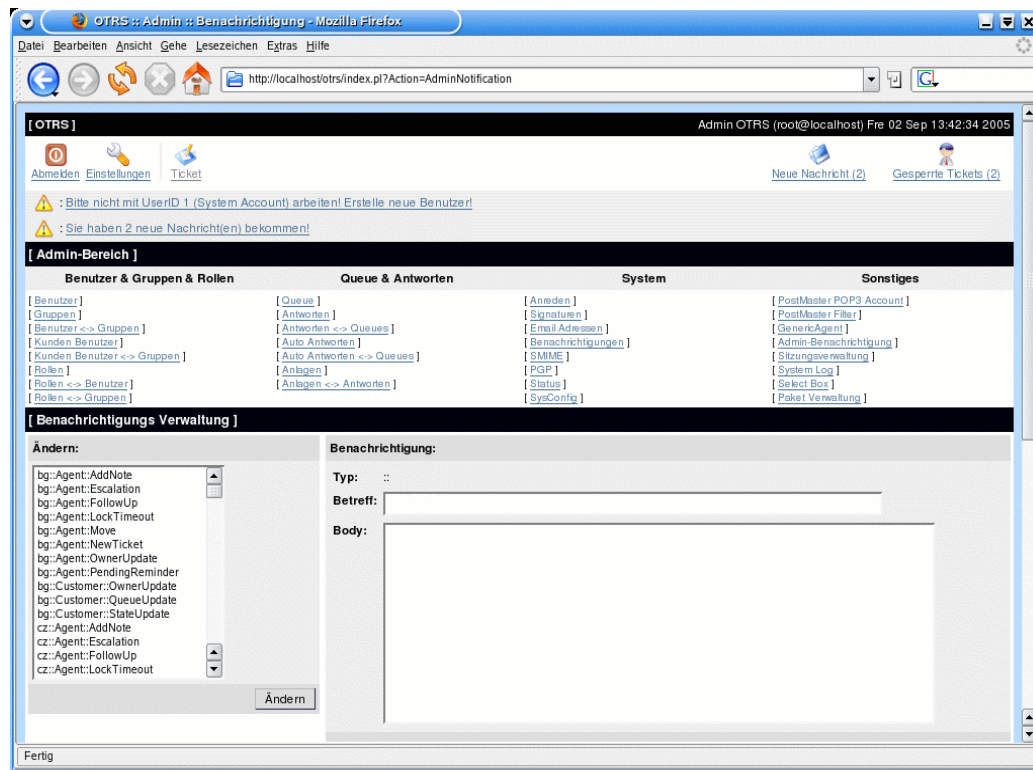 OTRS :: Admin :: Benachrichtigung - Mozilla Firefox
Datei Bearbeiten Ansicht Gehe Lesezeichen Extras Hilfe
http://localhost/otrs/index.pl?Action=AdminNotification
G
[ OTRS ] Admin OTRS (root@localhost) Fre 02 Sep 13:42:34 2005
Abmelden Einstellungen Ticket Neue Nachricht (2) Gesperrte Tickets (2)
: Bitte nicht mit UserID 1 (System Account) arbeiten! Erstelle neue Benutzer!
: Sie haben 2 neue Nachricht(en) bekommen!
[ Admin-Bereich ]
Benutzer & Gruppen & Rollen Queue & Antworten System Sonstiges
[ Benutzer ] [ Queue ] [ Anreden ] [ PostMaster POP3 Account ]
[ Gruppen ] [ Antworten ] [ Signaturen ] [ PostMaster Filter ]
[ Benutzer <-> Gruppen ] [ Antworten <-> Queues ] [ Email Adressen ] [ GenericAgent ]
[ Kunden Benutzer ] [ Auto Antworten ] [ Benachrichtigungen ] [ Admin-Benachrichtigung ]
[ Kunden Benutzer <-> Gruppen ] [ Auto Antworten <-> Queues ] [ SMIME ] [ Sitzungsverwaltung ]
[ Rollen ] [ Anlagen ] [ PGP ] [ System Log ]
[ Rollen <-> Benutzer ] [ Anlagen <-> Antworten ] [ Status ] [ Select Box ]
[ Rollen <-> Gruppen ] [ SysConfig ] [ Paket Verwaltung ]
[ Benachrichtigungs Verwaltung ]
Ändern:
bg::Agent::AddNote
bg::Agent::Escalation
bg::Agent::FollowUp
bg::Agent::LockTimeout
bg::Agent::Move
bg::Agent::NewTicket
bg::Agent::OwnerUpdate
bg::Agent::PendingReminder
bg::Customer::OwnerUpdate
bg::Customer::QueueUpdate
bg::Customer::StateUpdate
cz::Agent::AddNote
cz::Agent::Escalation
cz::Agent::FollowUp
cz::Agent::LockTimeout
Ändern
Benachrichtigung:
Typ: ::
Betreff:
Body:
Fertig